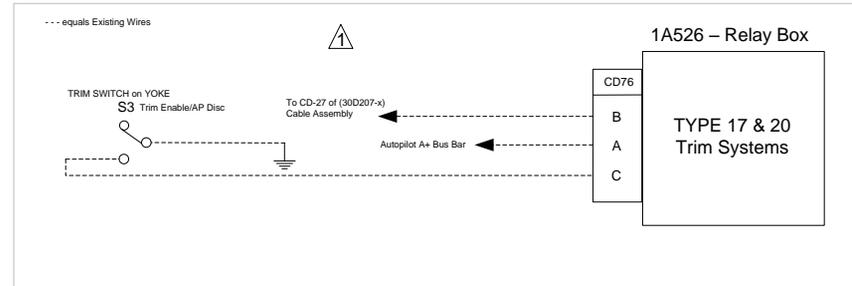 - - - equals Existing Wires
1
1A526 – Relay Box
TRIM SWITCH on YOKE
S3 Trim Enable/AP Disc
To CD-27 of (30D207-x)
Cable Assembly
Autopilot A+ Bus Bar
CD76
B
A
C
TYPE 17 & 20
Trim Systems